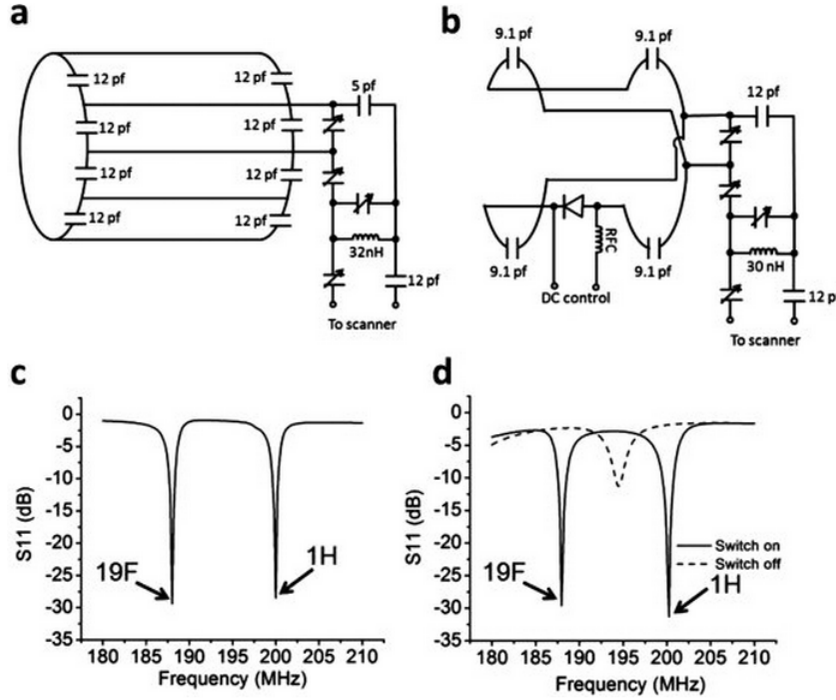 a
12 pf
12 pf
12 pf
12 pf
12 pf
12 pf
12 pf
12 pf
5 pf
32nH
12 pf
To scanner
b
9.1 pf
9.1 pf
12 pf
9.1 pf
9.1 pf
RFC
DC control
30 nH
12 p
To scanner
c
0
-5
-10
-15
-20
-25
-30
-35
S11 (dB)
19F
1H
180 185 190 195 200 205 210
Frequency (MHz)
d
0
-5
-10
-15
-20
-25
-30
-35
S11 (dB)
Switch on
Switch off
19F
1H
180 185 190 195 200 205 210
Frequency (MHz)